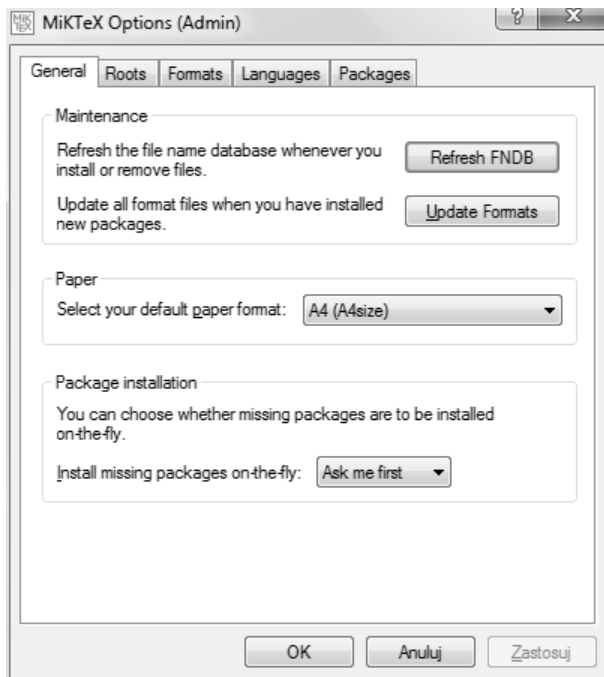 MiKTeX Options (Admin)
General Roots Formats Languages Packages
Maintenance
Refresh the file name database whenever you
install or remove files.
Refresh FNDB
Update all format files when you have installed
new packages.
Update Formats
Paper
Select your default paper format: A4 (A4size)
Package installation
You can choose whether missing packages are to be installed
on-the-fly.
Install missing packages on-the-fly: Ask me first
OK Anuluj Zastosuj